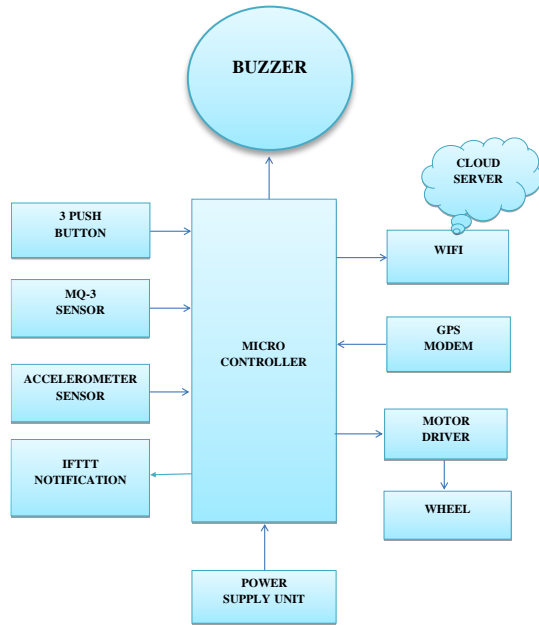 BUZZER
CLOUD
SERVER
3 PUSH
BUTTON
WIFI
MQ-3
SENSOR
MICRO
CONTROLLER
GPS
MODEM
ACCELEROMETER
SENSOR
MOTOR
DRIVER
IFTTT
NOTIFICATION
WHEEL
POWER
SUPPLY UNIT